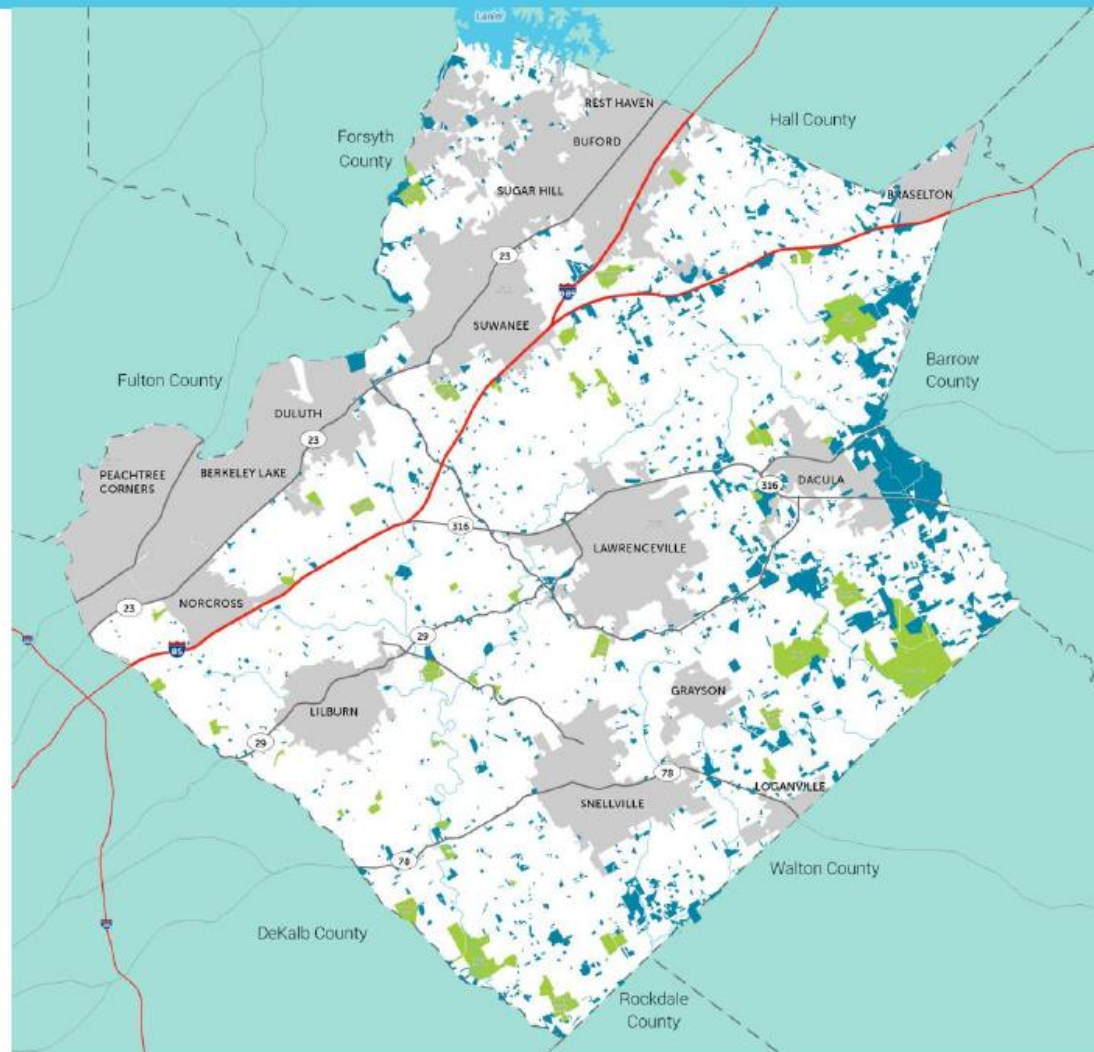 Lanier
REST HAVEN
Hall County
Forsyth
County
BUFORD
SUGAR HILL
BRASELTON
23
985
SUWANEE
Barrow
County
Fulton County
DULUTH
23
PEACHTREE
CORNERS
BERKELEY LAKE
DACULA
316
316
LAWRENCEVILLE
23
NORCROSS
29
85
GRAYSON
LILBURN
29
78
LOGANVILLE
SNELLVILLE
78
Walton County
DeKalb County
Rockdale
County